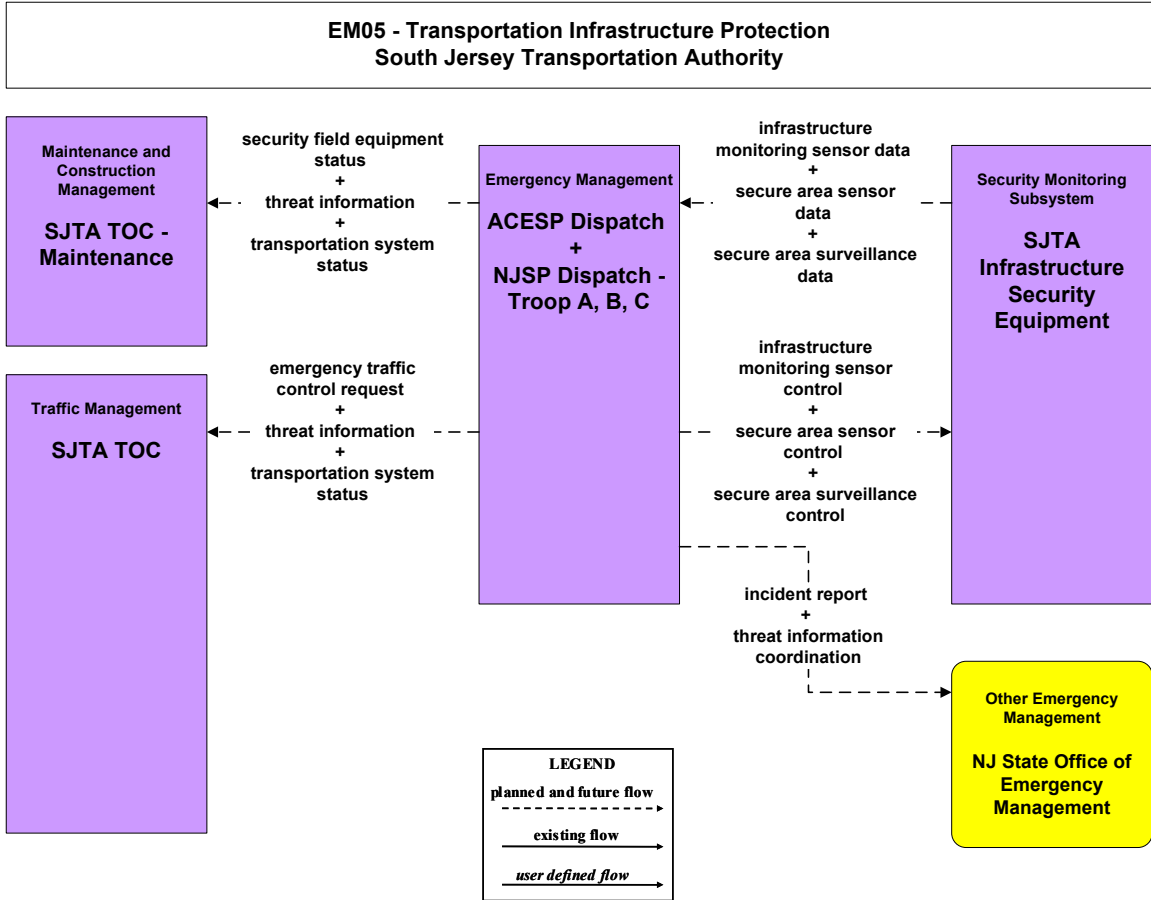 EM05 - Transportation Infrastructure Protection
South Jersey Transportation Authority
Maintenance and
Construction
Management
SJTA TOC -
Maintenance
security field equipment
status
+
threat information
+
transportation system
status
Emergency Management
ACESP Dispatch
+
NJSP Dispatch -
Troop A, B, C
infrastructure
monitoring sensor data
+
secure area sensor
data
+
secure area surveillance
data
Security Monitoring
Subsystem
SJTA
Infrastructure
Security
Equipment
Traffic Management
SJTA TOC
emergency traffic
control request
+
threat information
+
transportation system
status
infrastructure
monitoring sensor
control
+
secure area sensor
control
+
secure area surveillance
control
incident report
+
threat information
coordination
Other Emergency
Management
NJ State Office of
Emergency
Management
LEGEND
planned and future flow
existing flow
user defined flow